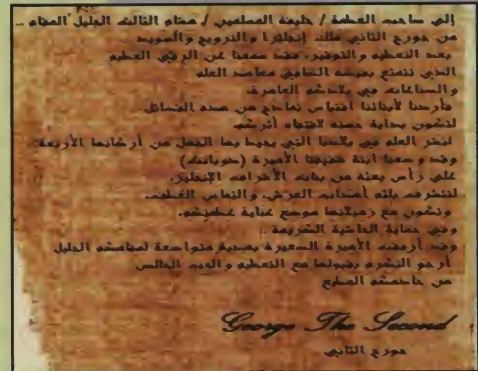 إلى صاحب العظمة / خليفة المسلمين / هشام الثالث الجليل المقام ..
من جورج الثاني ملك إنجلترا والنرويج والسويد
بعد التعظيم والتوقير، فقد سمعنا عن الرقي العظيم
الذي تتمتع بفيضه الصافي معاهد العلم
والصناعات في بلادكم العامرة.
فأردنا لأبنائنا اقتباس نماذج من هذه الفضائل
لتكون بداية حسنة لاقتفاء أثركم
لنشر العلم في بلادنا التي يحيط بها الجهل من أركانها الأربعة
وقد وضعنا ابنة شقيقنا الأميرة (دوبانت)
على رأس بعثة من بنات الأشراف الإنجليز،
لتتشرف بلثم أهداب العرش، والتماس العطف،
وتكون مع زميلاتها موضع عناية عظمتكم،
وفي حماية الحاشية الكريمة ..
وقد أرفقت الأميرة الصغيرة بهدية متواضعة لمقامكم الجليل
أرجو التكرم بقبولها مع التعظيم والحب الخالص
من خادمكم المطيع
George The Second
جورج الثاني